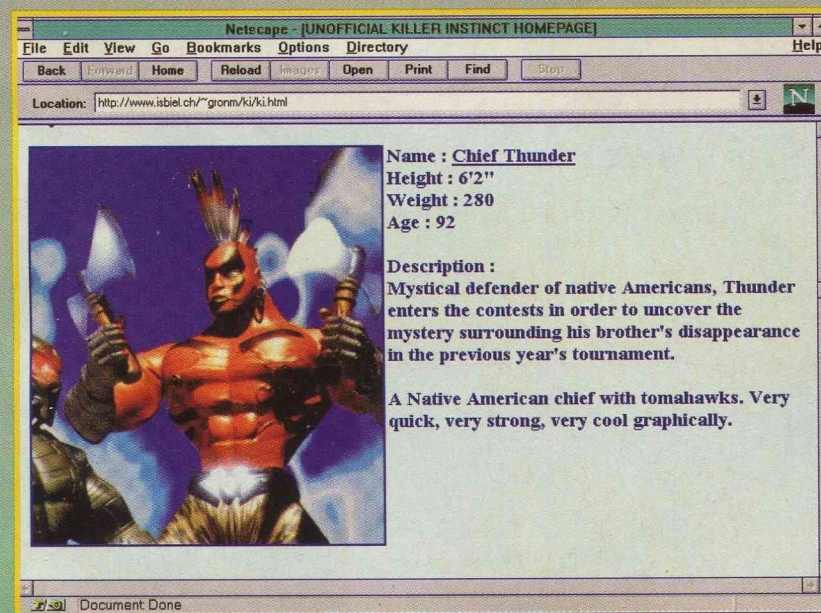 Netscape - [UNOFFICIAL KILLER INSTINCT HOMEPAGE]
File Edit View Go Bookmarks Options Directory Help
Back Forward Home Reload Images Open Print Find Stop
Location: http://www.isbiel.ch/~gronm/ki/ki.html
N
Name : Chief Thunder
Height : 6'2"
Weight : 280
Age : 92
Description :
Mystical defender of native Americans, Thunder
enters the contests in order to uncover the
mystery surrounding his brother's disappearance
in the previous year's tournament.
A Native American chief with tomahawks. Very
quick, very strong, very cool graphically.
Document Done